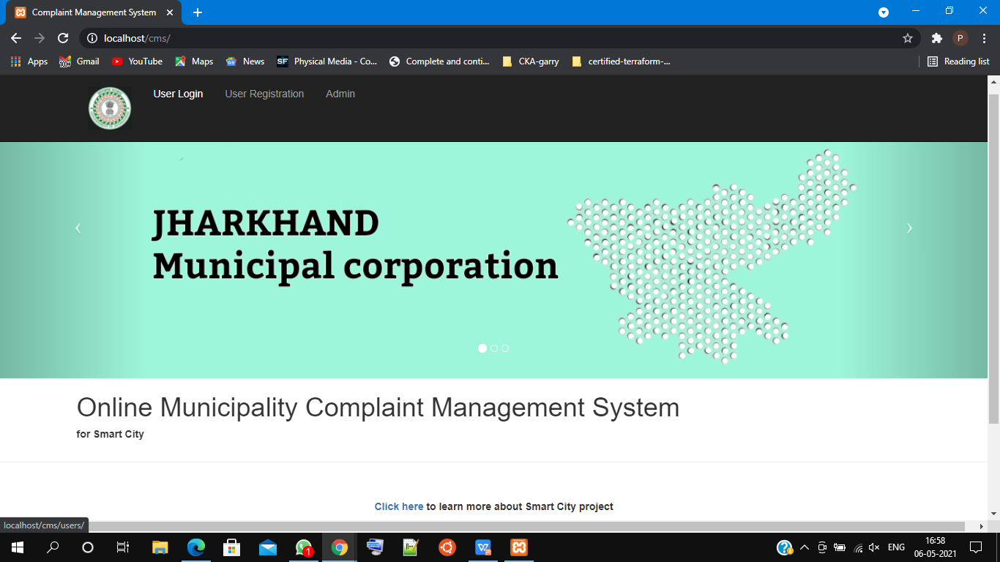 Complaint Management System
localhost/cms/
Apps
100+
Gmail
YouTube
Maps
News
SF
Physical Media - Co...
Complete and conti...
CKA-garry
certified-terraform-...
Reading list
P
User Login
User Registration
Admin
JHARKHAND
Municipal corporation
Online Municipality Complaint Management System
for Smart City
Click here to learn more about Smart City project
localhost/cms/users/
1
ENG
16:58
06-05-2021